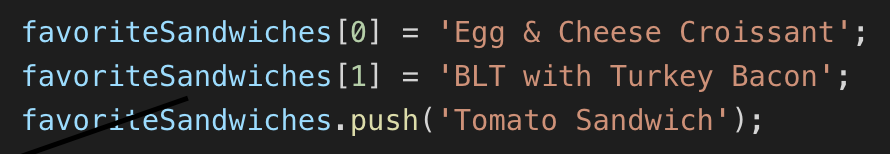 favoriteSandwiches[0] = 'Egg & Cheese Croissant';
favoriteSandwiches[1] = 'BLT with Turkey Bacon';
favoriteSandwiches.push('Tomato Sandwich');